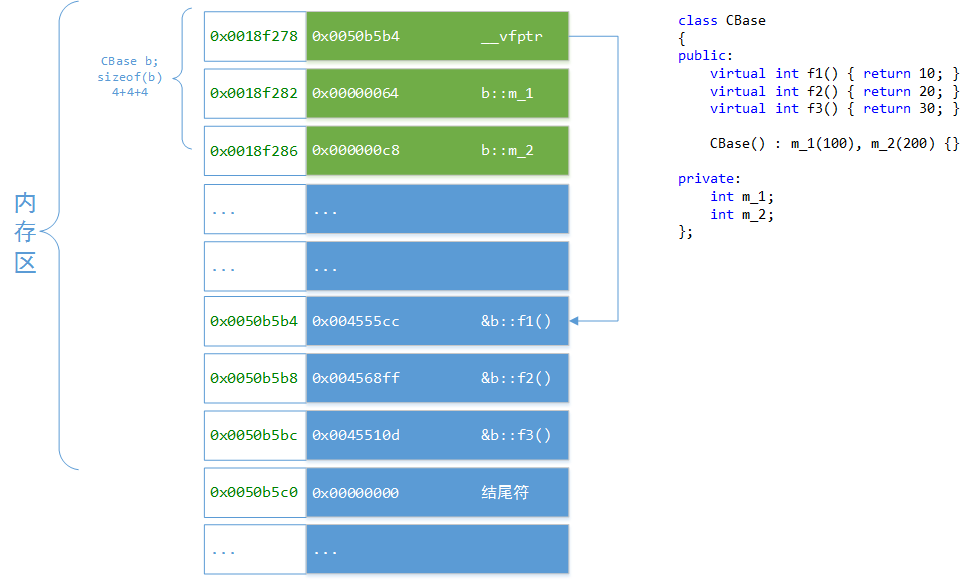 内
存
区
CBase b;
sizeof(b)
4+4+4
0x0018f278 0x0050b5b4 __vfptr
0x0018f282 0x00000064 b::m_1
0x0018f286 0x000000c8 b::m_2
... ...
... ...
0x0050b5b4 0x004555cc &b::f1()
0x0050b5b8 0x004568ff &b::f2()
0x0050b5bc 0x0045510d &b::f3()
0x0050b5c0 0x00000000 结尾符
... ...
class CBase
{
public:
virtual int f1() { return 10; }
virtual int f2() { return 20; }
virtual int f3() { return 30; }
CBase() : m_1(100), m_2(200) {}
private:
int m_1;
int m_2;
};